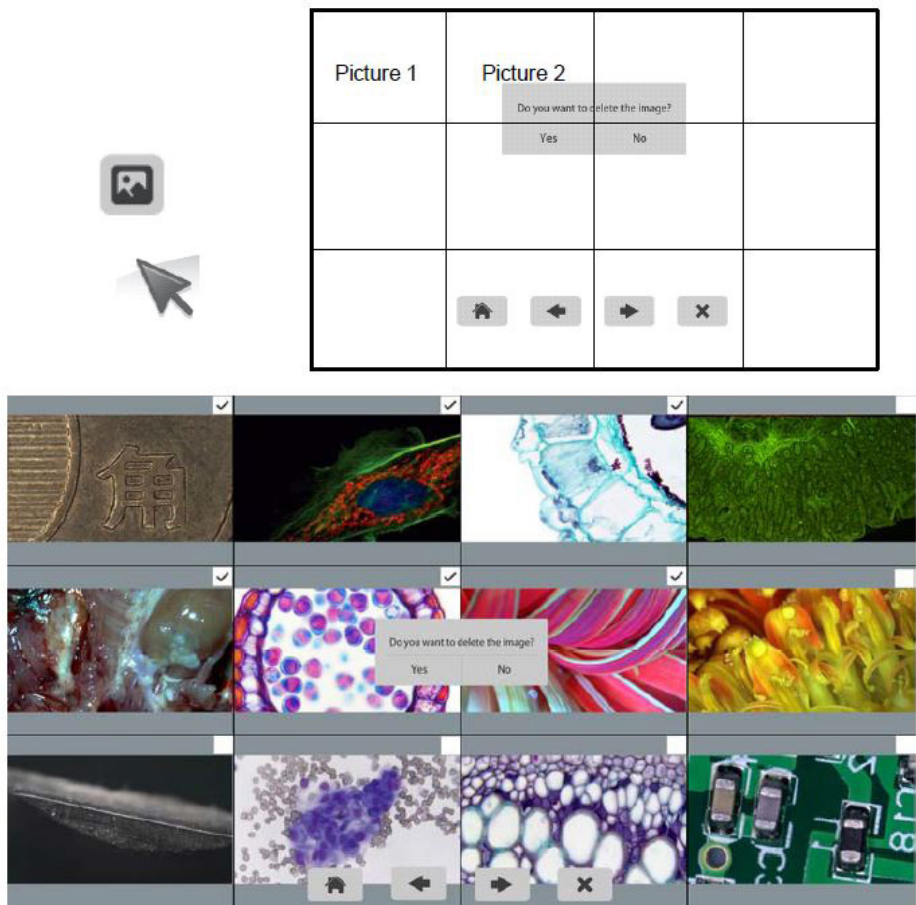 Picture 1
Picture 2
Do you want to delete the image?
Yes
No
角
Do you want to delete the image?
Yes
No
C18